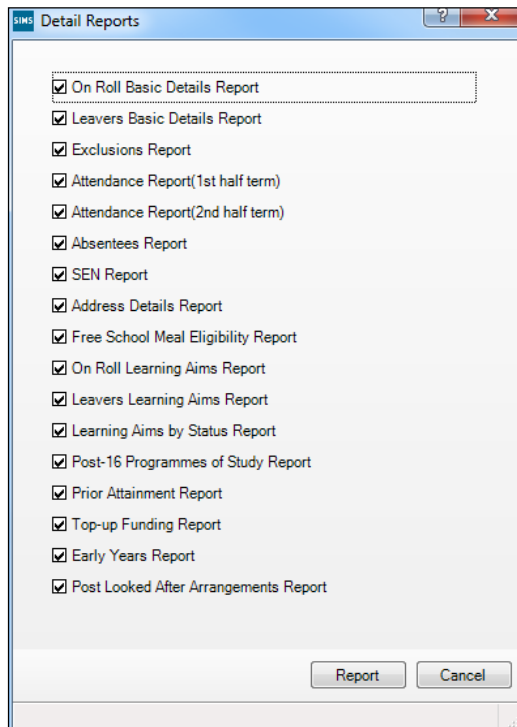 SIMS Detail Reports ? X
On Roll Basic Details Report
Leavers Basic Details Report
Exclusions Report
Attendance Report(1st half term)
Attendance Report(2nd half term)
Absentees Report
SEN Report
Address Details Report
Free School Meal Eligibility Report
On Roll Learning Aims Report
Leavers Learning Aims Report
Learning Aims by Status Report
Post-16 Programmes of Study Report
Prior Attainment Report
Top-up Funding Report
Early Years Report
Post Looked After Arrangements Report
Report Cancel